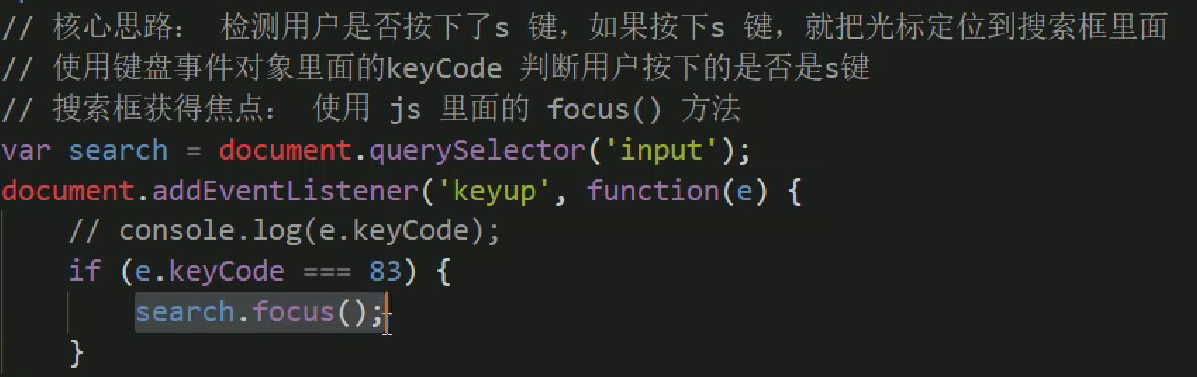 // 核心思路： 检测用户是否按下了s 键，如果按下s 键，就把光标定位到搜索框里面
// 使用键盘事件对象里面的keyCode 判断用户按下的是否是s键
// 搜索框获得焦点： 使用 js 里面的 focus() 方法
var search = document.querySelector('input');
document.addEventListener('keyup', function(e) {
    // console.log(e.keyCode);
    if (e.keyCode === 83) {
        search.focus();
    }